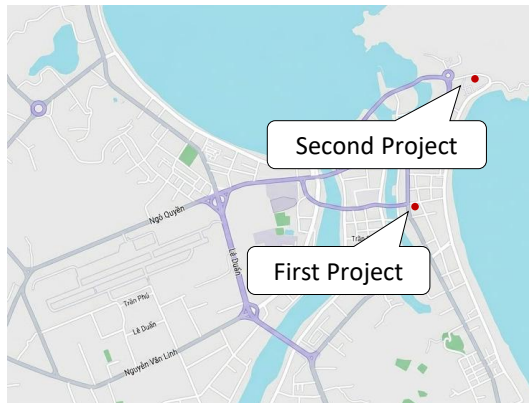 Second Project
Ngô Quyền
Lê Duẩn
First Project
Trần Phú
Lê Duẩn
Nguyễn Văn Linh